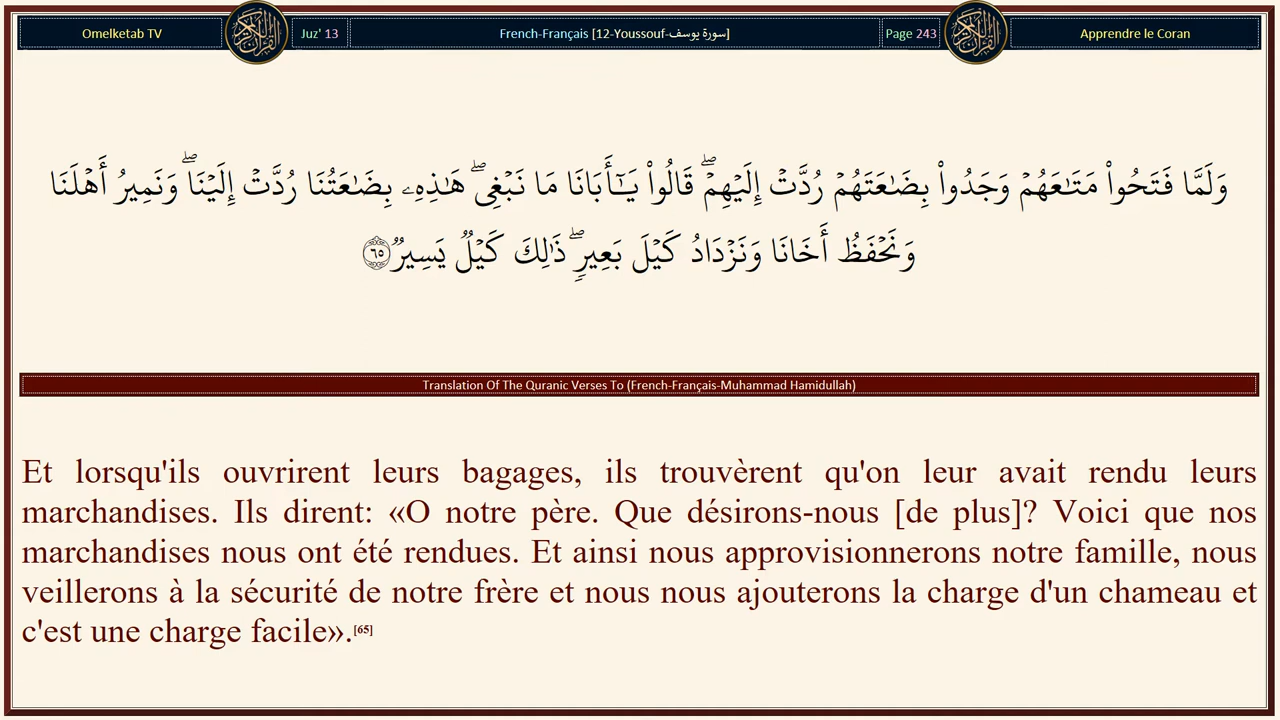 Omelketab TV
Juz' 13
French-Français [12-Youssouf-سورة يوسف]
Page 243
Apprendre le Coran
وَلَمَّا فَتَحُوا۟ مَتَـٰعَهُمْ وَجَدُوا۟ بِضَـٰعَتَهُمْ رُدَّتْ إِلَيْهِمْ ۖ قَالُوا۟ يَـٰٓأَبَانَا مَا نَبْغِى ۖ هَـٰذِهِۦ بِضَـٰعَتُنَا رُدَّتْ إِلَيْنَا ۖ وَنَمِيرُ أَهْلَنَا
وَنَحْفَظُ أَخَانَا وَنَزْدَادُ كَيْلَ بَعِيرٍ ۖ ذَٰلِكَ كَيْلٌ يَسِيرٌ ٦٥
Translation Of The Quranic Verses To (French-Français-Muhammad Hamidullah)
Et lorsqu'ils ouvrirent leurs bagages, ils trouvèrent qu'on leur avait rendu leurs
marchandises. Ils dirent: «O notre père. Que désirons-nous [de plus]? Voici que nos
marchandises nous ont été rendues. Et ainsi nous approvisionnerons notre famille, nous
veillerons à la sécurité de notre frère et nous nous ajouterons la charge d'un chameau et
c'est une charge facile».[65]